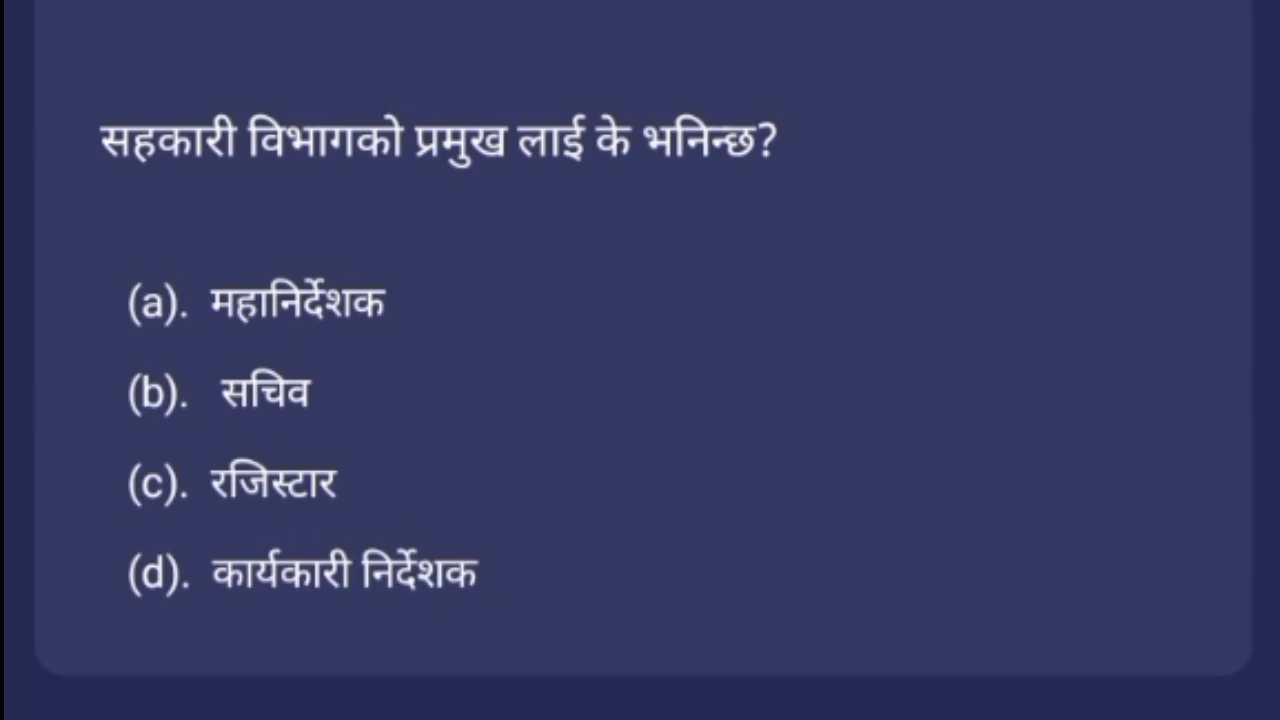 सहकारी विभागको प्रमुख लाई के भनिन्छ?
(a). महानिर्देशक
(b). सचिव
(c). रजिस्टार
(d). कार्यकारी निर्देशक